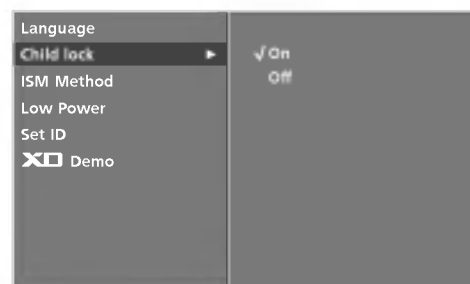 Language
Child lock ► √ On
Off
ISM Method
Low Power
Set ID
XD Demo